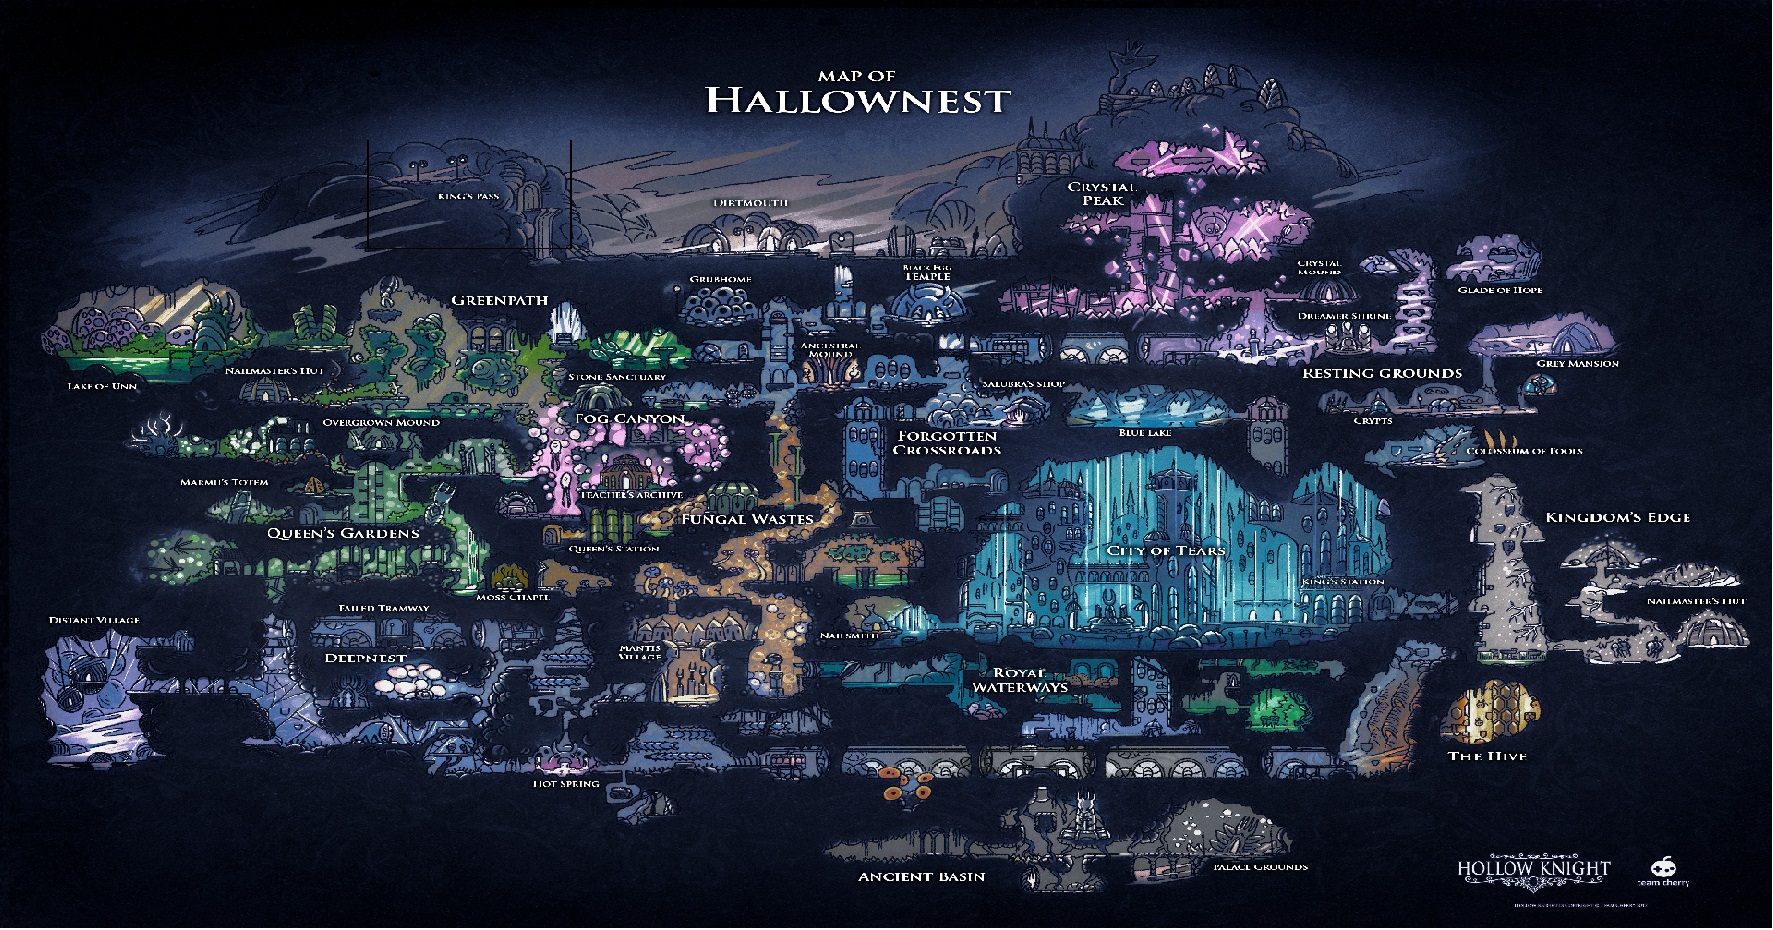 MAP OF
HALLOWNEST
KING'S PASS
DIRTMOUTH
CRYSTAL
PEAK
GRUBHOME
BLACK EGG
TEMPLE
CRYSTAL
GLADE OF HOPE
GREENPATH
DREAMER SHRINE
ANCESTRAL
MOUND
GREY MANSION
LAKE OF UNN
NAILMASTER'S HUT
STONE SANCTUARY
SALUBRA'S SHOP
RESTING GROUNDS
OVERGROWN MOUND
FOG CANYON
FORGOTTEN
CROSSROADS
BLUE LAKE
CRYPTS
COLOSSEUM OF FOOLS
MARMU'S TOTEM
TEACHER'S ARCHIVE
QUEEN'S GARDENS
FUNGAL WASTES
KINGDOM'S EDGE
QUEEN'S STATION
CITY OF TEARS
KING'S STATION
MOSS CHAPEL
NAILMASTER'S HUT
DISTANT VILLAGE
FAILED TRAMWAY
NAILSMITH
DEEPNEST
MANTIS
VILLAGE
ROYAL
WATERWAYS
THE HIVE
HOT SPRING
ANCIENT BASIN
PALACE GROUNDS
HOLLOW KNIGHT
team cherry